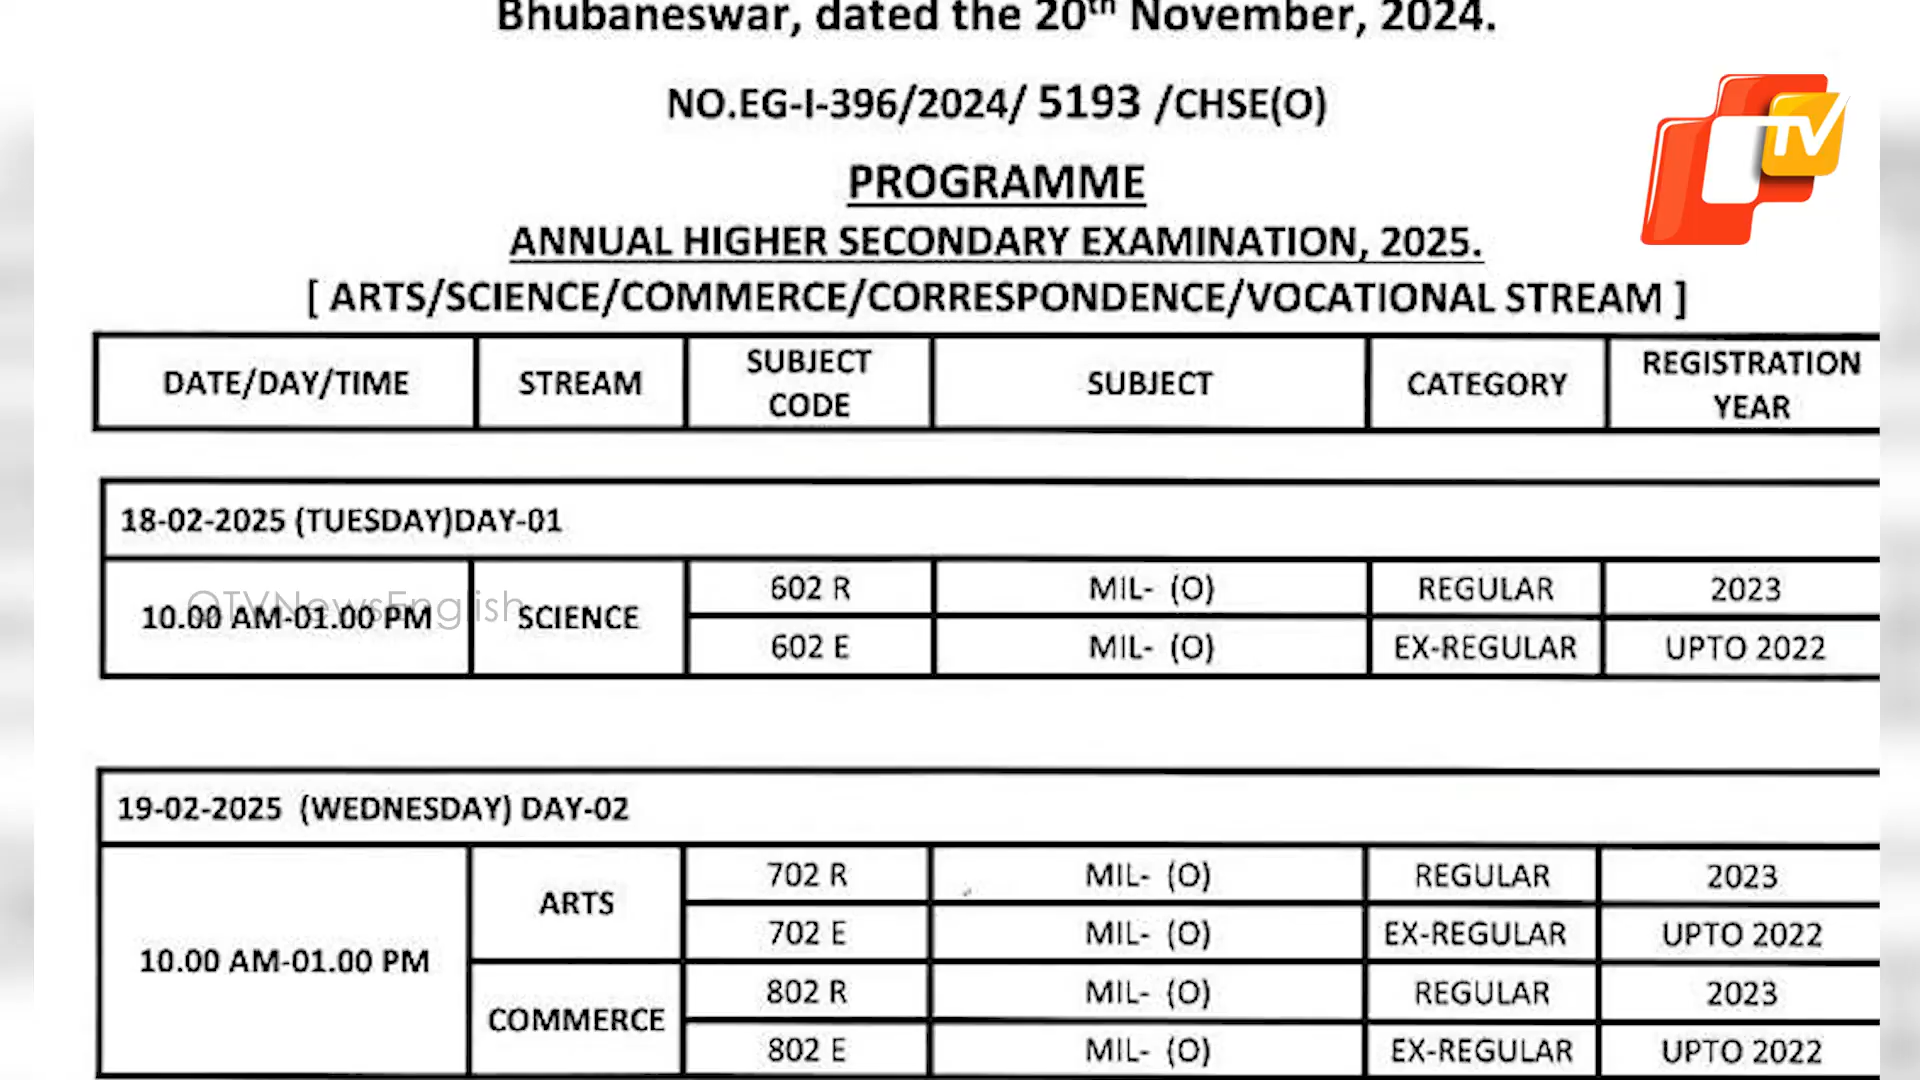 Bhubaneswar, dated the 20th November, 2024.
NO.EG-I-396/2024/ 5193 /CHSE(O)
TV
PROGRAMME
ANNUAL HIGHER SECONDARY EXAMINATION, 2025.
[ ARTS/SCIENCE/COMMERCE/CORRESPONDENCE/VOCATIONAL STREAM ]
DATE/DAY/TIME STREAM SUBJECT CODE SUBJECT CATEGORY REGISTRATION YEAR
18-02-2025 (TUESDAY)DAY-01
10.00 AM-01.00 PM SCIENCE 602 R MIL- (O) REGULAR 2023
602 E MIL- (O) EX-REGULAR UPTO 2022
OTVNewsEnglish
19-02-2025 (WEDNESDAY) DAY-02
10.00 AM-01.00 PM ARTS 702 R MIL- (O) REGULAR 2023
702 E MIL- (O) EX-REGULAR UPTO 2022
COMMERCE 802 R MIL- (O) REGULAR 2023
802 E MIL- (O) EX-REGULAR UPTO 2022